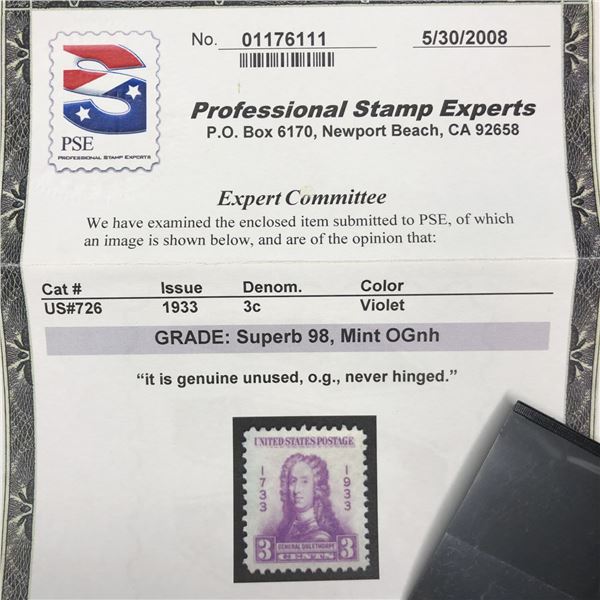 No. 01176111 5/30/2008
S
PSE
PROFESSIONAL STAMP EXPERTS
Professional Stamp Experts
P.O. Box 6170, Newport Beach, CA 92658
Expert Committee
We have examined the enclosed item submitted to PSE, of which
an image is shown below, and are of the opinion that:
Cat # Issue Denom. Color
US#726 1933 3c Violet
GRADE: Superb 98, Mint OGnh
“it is genuine unused, o.g., never hinged.”
UNITED STATES POSTAGE
1733 1933
GENERAL OGLETHORPE
3 CENTS 3